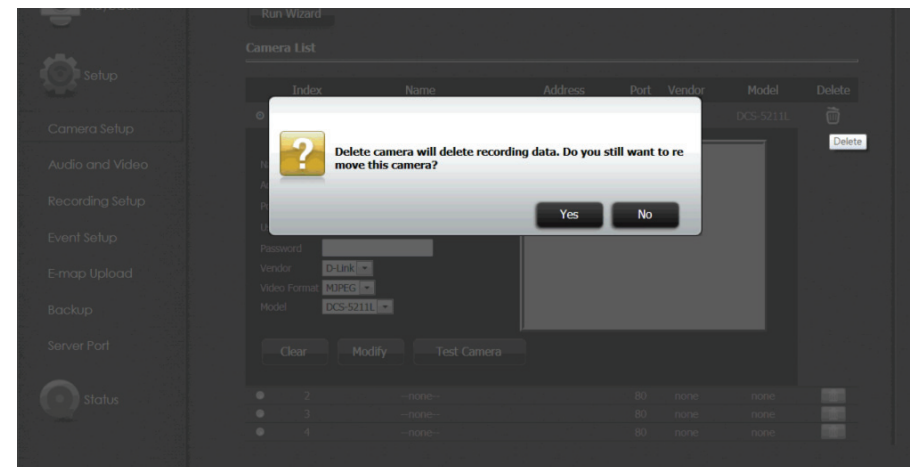 Run Wizard
Camera List
Setup
Index Name Address Port Vendor Model Delete
DCS-5211L
Delete
Delete camera will delete recording data. Do you still want to re
move this camera?
Yes No
Camera Setup
Audio and Video
Recording Setup
Event Setup
E-map Upload
Backup
Server Port
Status
Password
Vendor D-Link
Video Format MJPEG
Model DCS-5211L
Clear Modify Test Camera
2 --none-- 80 none none
3 --none-- 80 none none
4 --none-- 80 none none